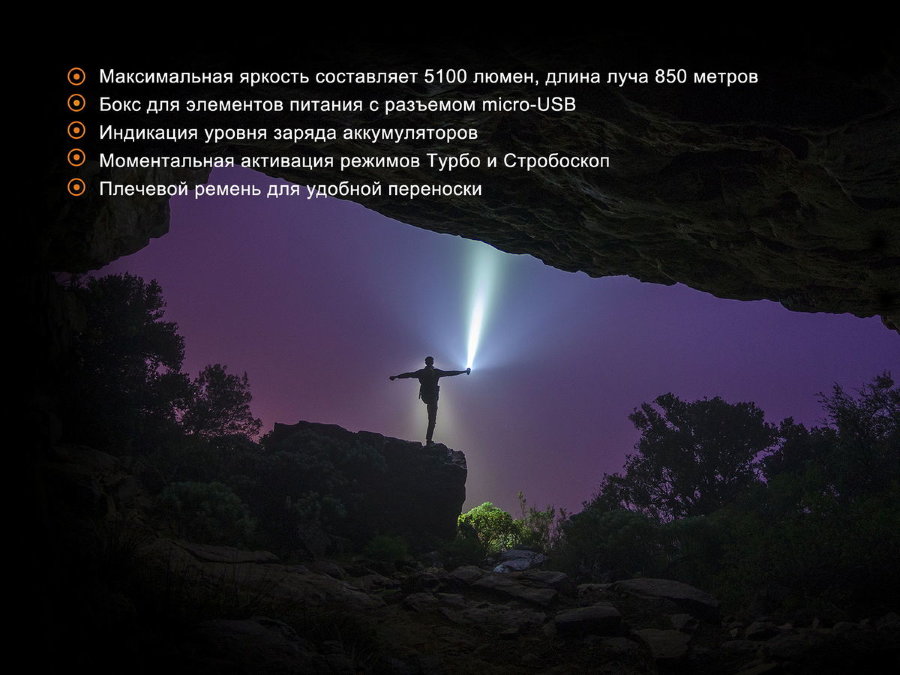 Максимальная яркость составляет 5100 люмен, длина луча 850 метров
Бокс для элементов питания с разъемом micro-USB
Индикация уровня заряда аккумуляторов
Моментальная активация режимов Турбо и Стробоскоп
Плечевой ремень для удобной переноски